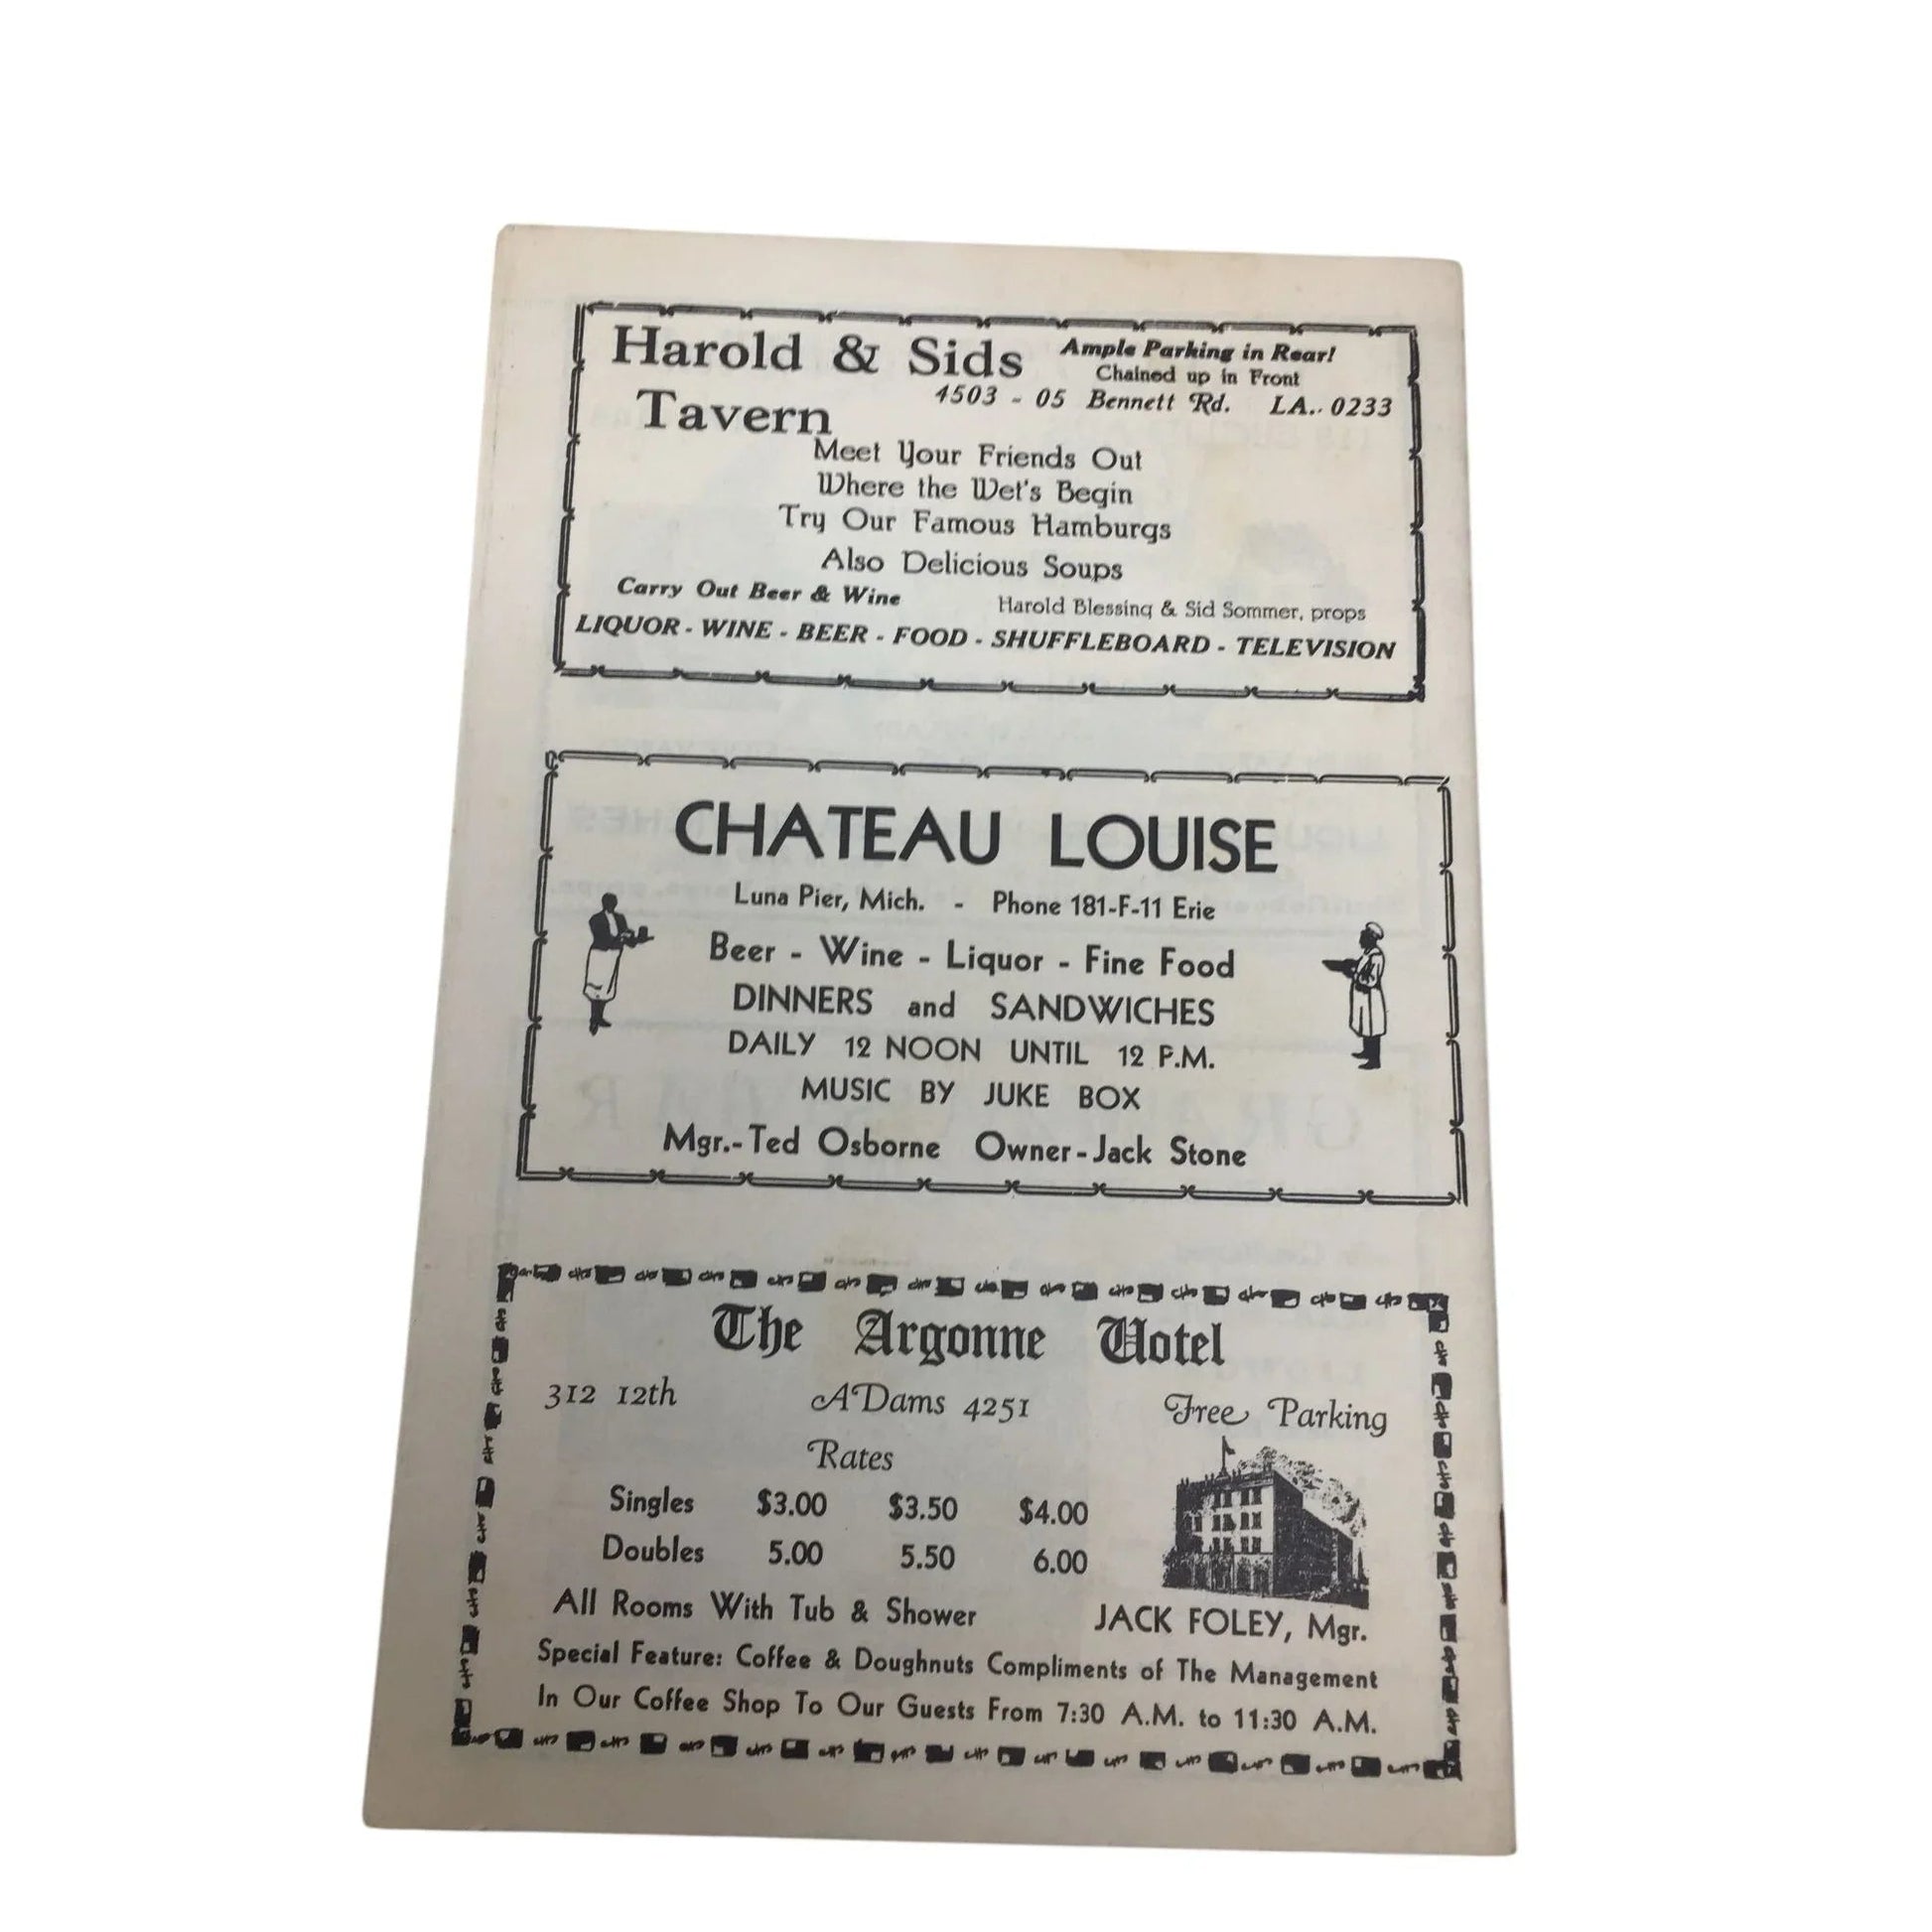 Harold & Sids Tavern
Ample Parking in Rear!
Chained up in Front
4503 - 05 Bennett Rd. LA.. 0233
Meet Your Friends Out
Where the Wet's Begin
Try Our Famous Hamburgs
Also Delicious Soups
Carry Out Beer & Wine
Harold Blessing & Sid Sommer, props
LIQUOR - WINE - BEER - FOOD - SHUFFLEBOARD - TELEVISION
CHATEAU LOUISE
Luna Pier, Mich. - Phone 181-F-11 Erie
Beer - Wine - Liquor - Fine Food
DINNERS and SANDWICHES
DAILY 12 NOON UNTIL 12 P.M.
MUSIC BY JUKE BOX
Mgr.-Ted Osborne Owner-Jack Stone
The Argonne Hotel
312 12th ADams 4251 Free Parking
Rates
Singles $3.00 $3.50 $4.00
Doubles 5.00 5.50 6.00
All Rooms With Tub & Shower
JACK FOLEY, Mgr.
Special Feature: Coffee & Doughnuts Compliments of The Management
In Our Coffee Shop To Our Guests From 7:30 A.M. to 11:30 A.M.